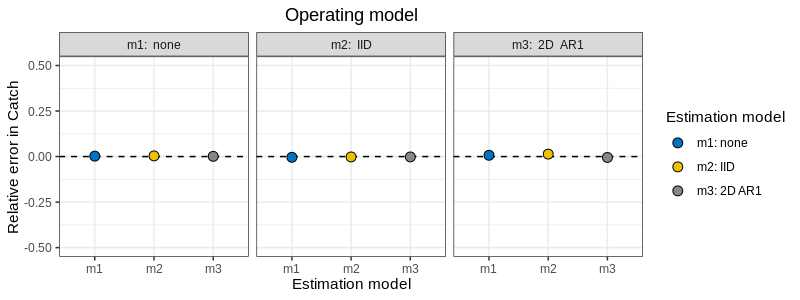 Operating model
m1: none
m2: IID
m3: 2D AR1
Relative error in Catch
0.50
0.25
0.00
-0.25
-0.50
m1 m2 m3
m1 m2 m3
m1 m2 m3
Estimation model
Estimation model
m1: none
m2: IID
m3: 2D AR1